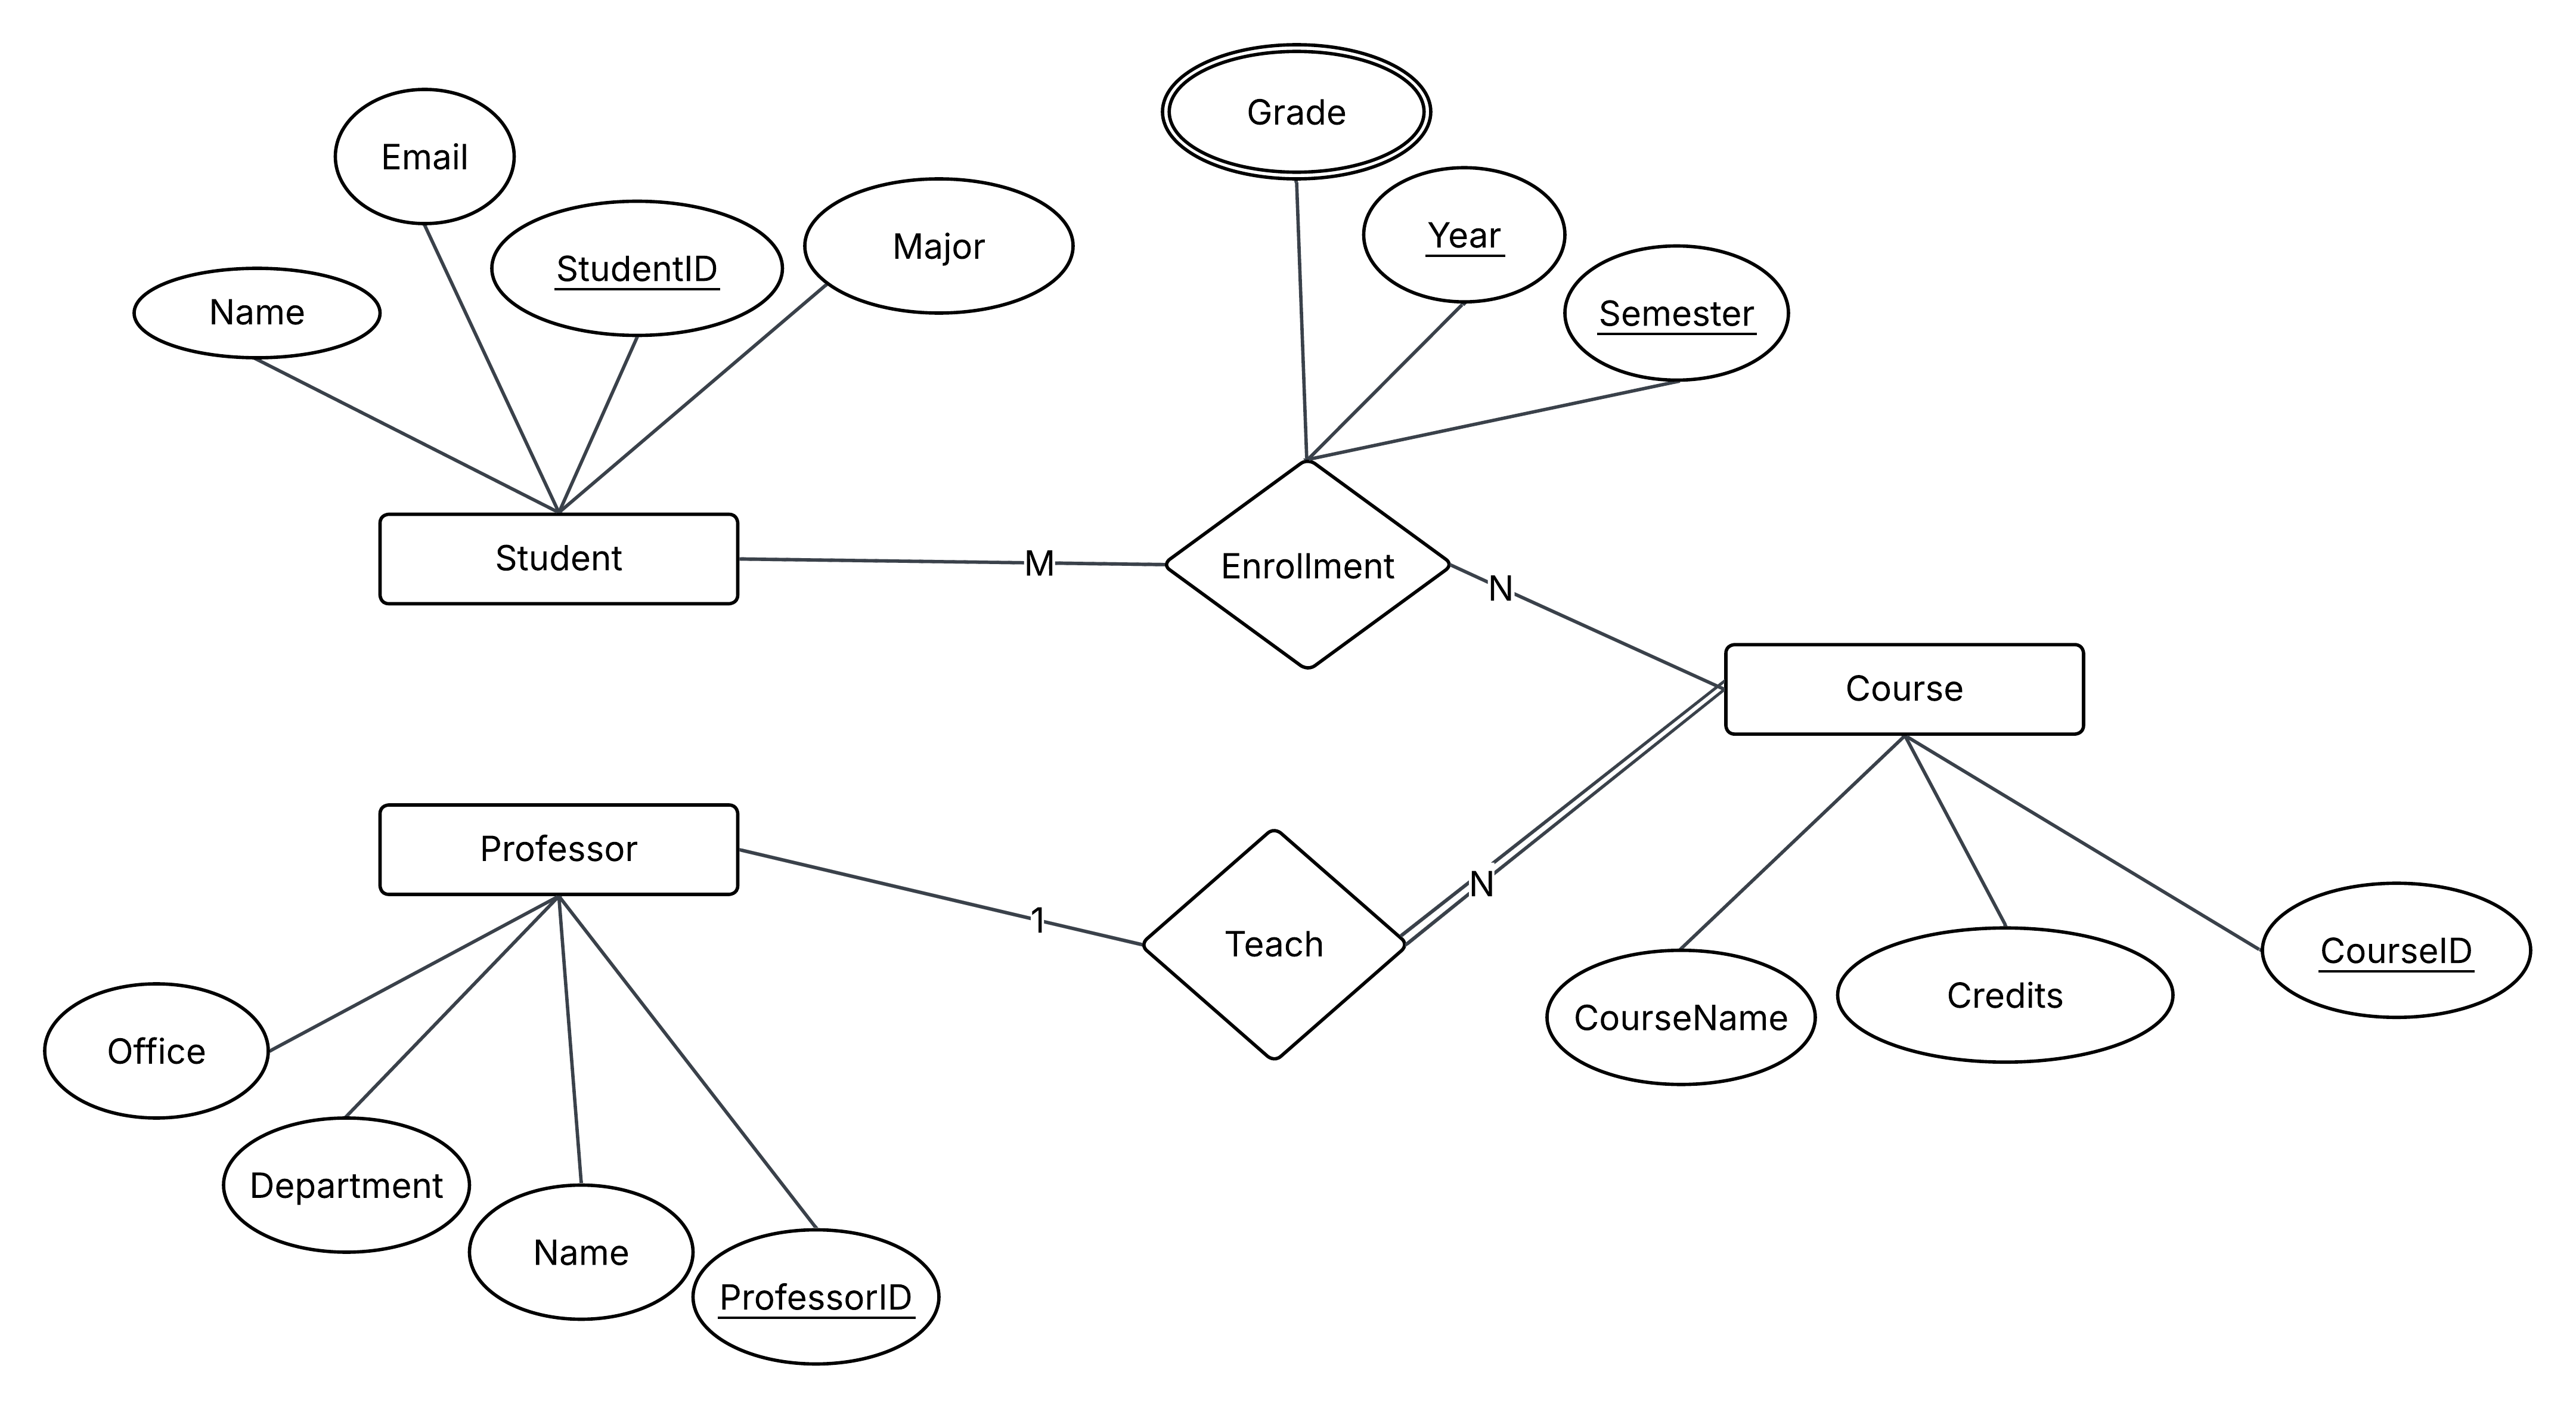 Grade
Email
Year
Major
StudentID
Name
Semester
Student
M
Enrollment
N
Course
Professor
N
1
Teach
CourseID
Credits
CourseName
Office
Department
Name
ProfessorID